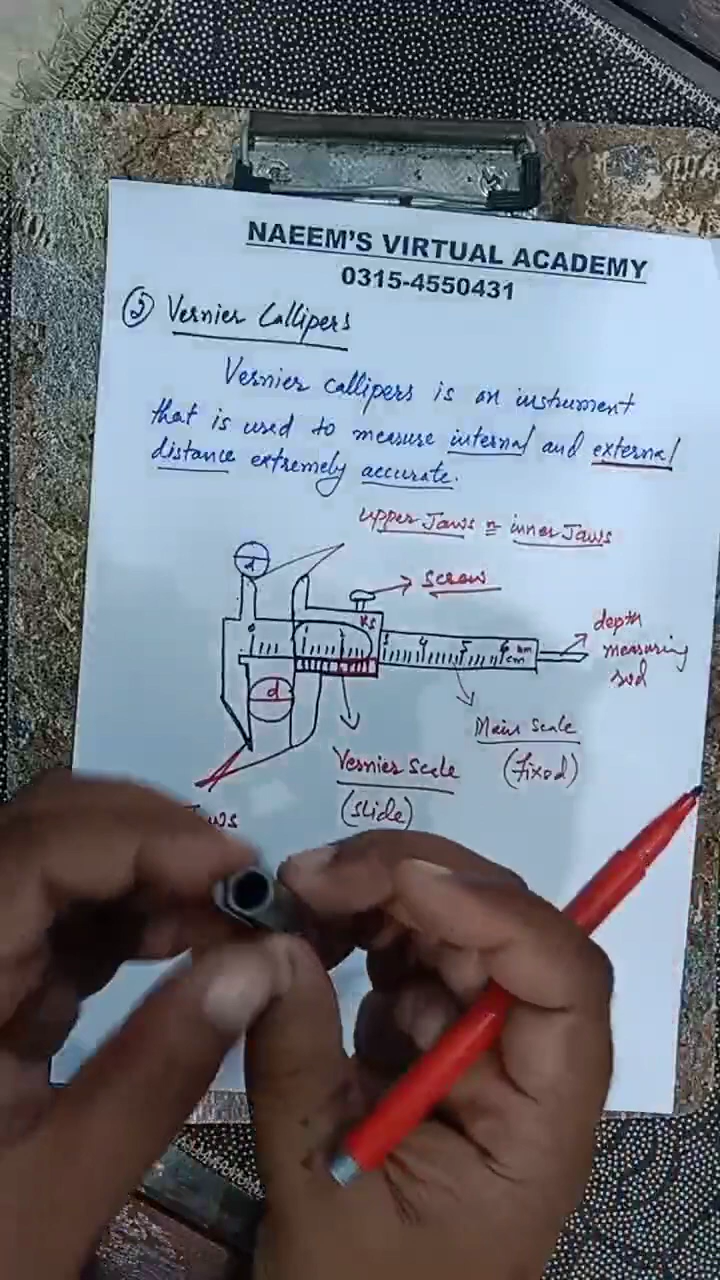 NAEEM'S VIRTUAL ACADEMY
0315-4550431
② Vernier Callipers
Vernier callipers is an instrument
that is used to measure internal and external
distance extremely accurate.
upper Jaws = inner Jaws
d
screw
depth
measuring
rod
d
Main Scale
(fixed)
Vernier Scale
(slide)